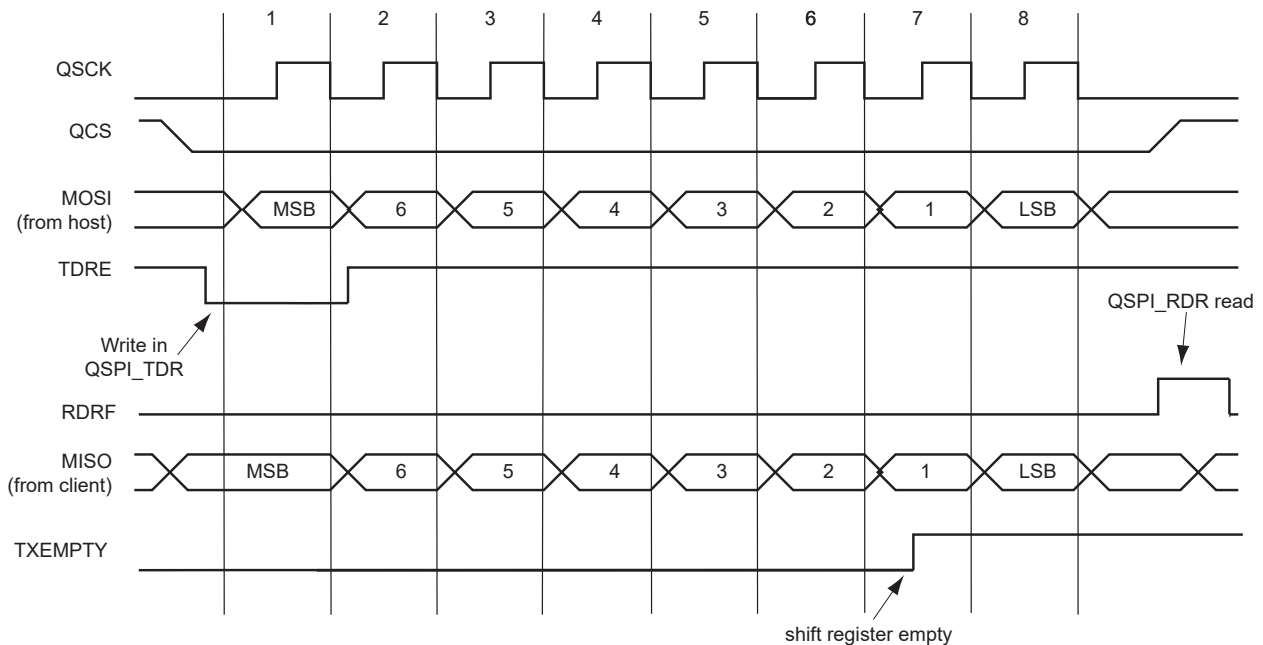 1 2 3 4 5 6 7 8
QSCK
QCS
MOSI
(from host)
MSB 6 5 4 3 2 1 LSB
TDRE
QSPI_RDR read
Write in
QSPI_TDR
RDRF
MISO
(from client)
MSB 6 5 4 3 2 1 LSB
TXEMPTY
shift register empty